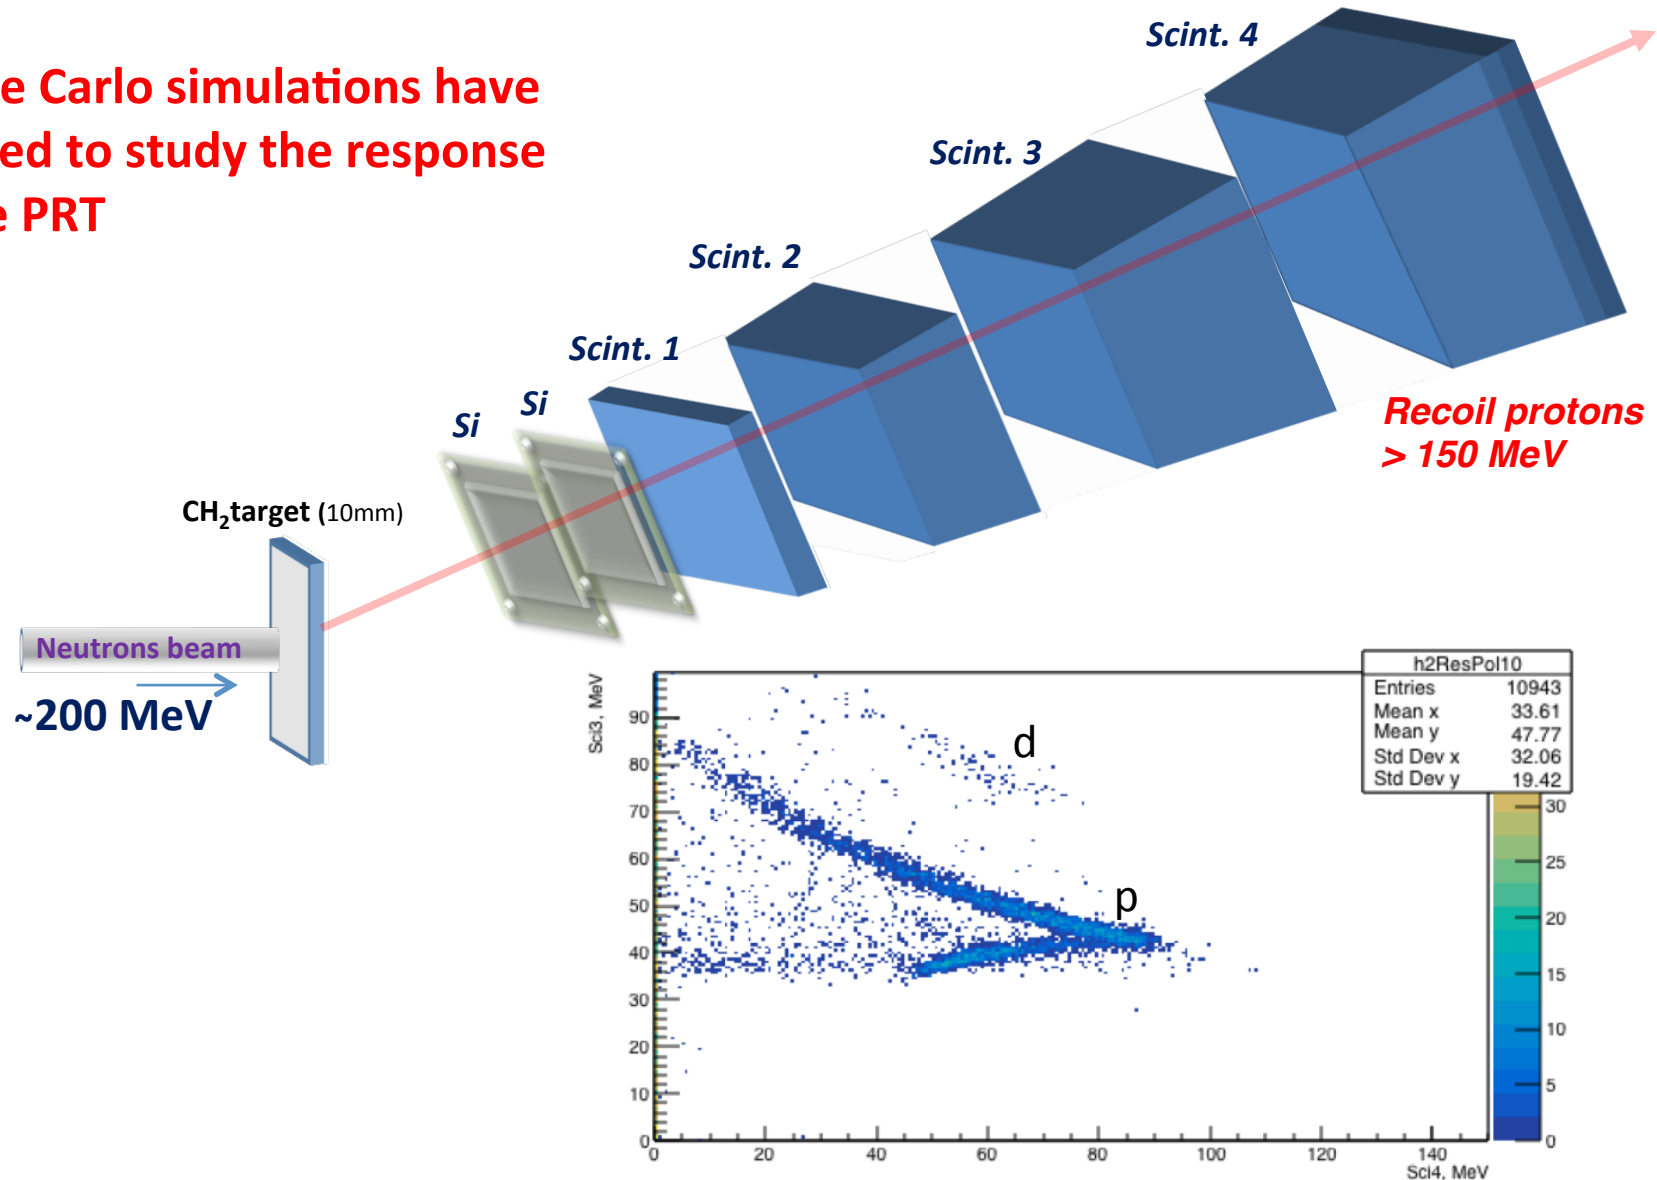 e Carlo simulations have
ed to study the response
e PRT
Scint. 4
Scint. 3
Scint. 2
Scint. 1
Si
Si
CH₂target (10mm)
Neutrons beam
~200 MeV
Recoil protons
> 150 MeV
h2ResPol10
Entries 10943
Mean x 33.61
Mean y 47.77
Std Dev x 32.06
Std Dev y 19.42
Sci3, MeV
90
80
70
60
50
40
30
20
10
0
d
p
30
25
20
15
10
5
0
0 20 40 60 80 100 120 140
Sci4, MeV